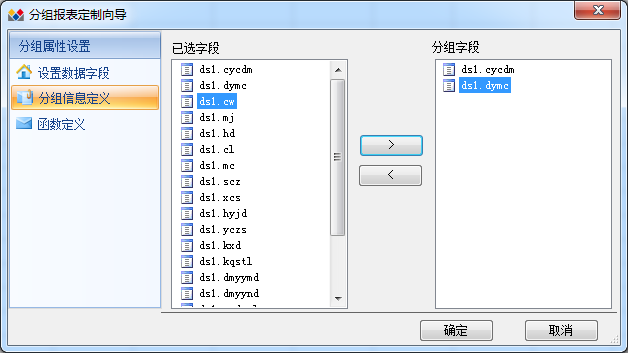 分组报表定制向导
分组属性设置
设置数据字段
分组信息定义
函数定义
已选字段
ds1.cycdm
ds1.dymc
ds1.cw
ds1.mj
ds1.hd
ds1.cl
ds1.mc
ds1.scz
ds1.xcs
ds1.hyjd
ds1.yczs
ds1.kxd
ds1.kqstl
ds1.dmyymd
ds1.dmyynd
>
<
分组字段
ds1.cycdm
ds1.dymc
确定
取消